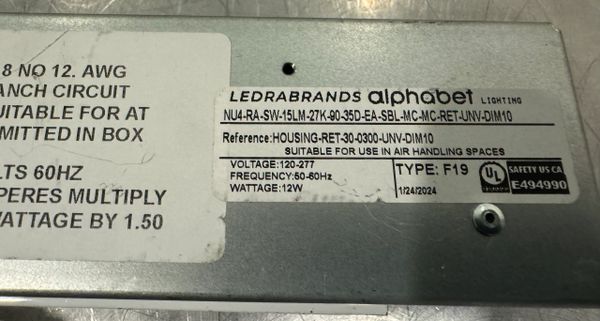 8 NO 12. AWG
ANCH CIRCUIT
UITABLE FOR AT
MITTED IN BOX
LTS 60HZ
MPERES MULTIPLY
WATTAGE BY 1.50
LEDRABRANDS alphabet LIGHTING
NU4-RA-SW-15LM-27K-90-35D-EA-SBL-MC-MC-RET-UNV-DIM10
Reference:HOUSING-RET-30-0300-UNV-DIM10
SUITABLE FOR USE IN AIR HANDLING SPACES
VOLTAGE:120-277
FREQUENCY:50-60Hz
WATTAGE:12W
TYPE: F19
1/24/2024
UL
SAFETY US CA
E494990